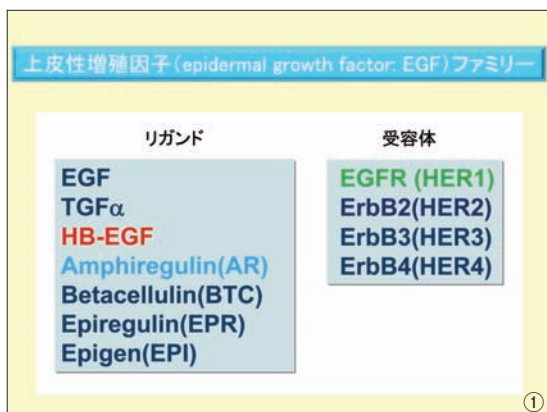 上皮性増殖因子(epidermal growth factor: EGF)ファミリー
リガンド
EGF
TGFα
HB-EGF
Amphiregulin(AR)
Betacellulin(BTC)
Epiregulin(EPR)
Epigen(EPI)
受容体
EGFR (HER1)
ErbB2(HER2)
ErbB3(HER3)
ErbB4(HER4)
①